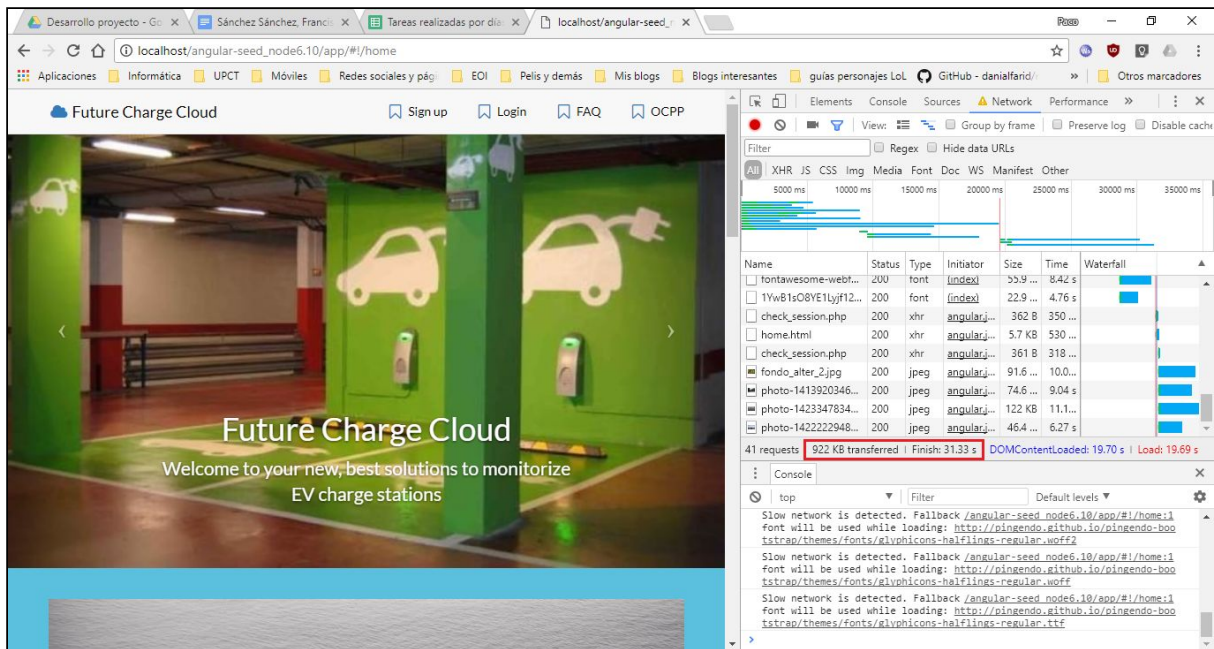 Desarrollo proyecto - Go
Sánchez Sánchez, Francis
Tareas realizadas por día
localhost/angular-seed_n
Paco
localhost/angular-seed_node6.10/app/#!/home
Aplicaciones Informática UPCT Móviles Redes sociales y pági EOI Pelis y demás Mis blogs Blogs interesantes guías personajes LoL GitHub - danialfarid/ » Otros marcadores
Future Charge Cloud Sign up Login FAQ OCPP
Future Charge Cloud
Welcome to your new, best solutions to monitorize
EV charge stations
Elements Console Sources Network Performance »
View: Group by frame Preserve log Disable cache
Filter Regex Hide data URLs
All XHR JS CSS Img Media Font Doc WS Manifest Other
5000 ms 10000 ms 15000 ms 20000 ms 25000 ms 30000 ms 35000 ms
Name Status Type Initiator Size Time Waterfall
fontawesome-webf... 200 font (index) 55.9 ... 8.42 s
1YwB1sO8YE1Lyjf12... 200 font (index) 22.9 ... 4.76 s
check_session.php 200 xhr angular.j... 362 B 350 ...
home.html 200 xhr angular.j... 5.7 KB 530 ...
check_session.php 200 xhr angular.j... 361 B 318 ...
fondo_alter_2.jpg 200 jpeg angular.j... 91.6 ... 10.0...
photo-1413920346... 200 jpeg angular.j... 74.6 ... 9.04 s
photo-1423347834... 200 jpeg angular.j... 122 KB 11.1...
photo-1422222948... 200 jpeg angular.j... 46.4 ... 6.27 s
41 requests | 922 KB transferred | Finish: 31.33 s | DOMContentLoaded: 19.70 s | Load: 19.69 s
Console
top Filter Default levels
Slow network is detected. Fallback /angular-seed_node6.10/app/#!/home:1
font will be used while loading: http://pingendo.github.io/pingendo-boo
tstrap/themes/fonts/glyphicons-halflings-regular.woff2
Slow network is detected. Fallback /angular-seed_node6.10/app/#!/home:1
font will be used while loading: http://pingendo.github.io/pingendo-boo
tstrap/themes/fonts/glyphicons-halflings-regular.woff
Slow network is detected. Fallback /angular-seed_node6.10/app/#!/home:1
font will be used while loading: http://pingendo.github.io/pingendo-boo
tstrap/themes/fonts/glyphicons-halflings-regular.ttf